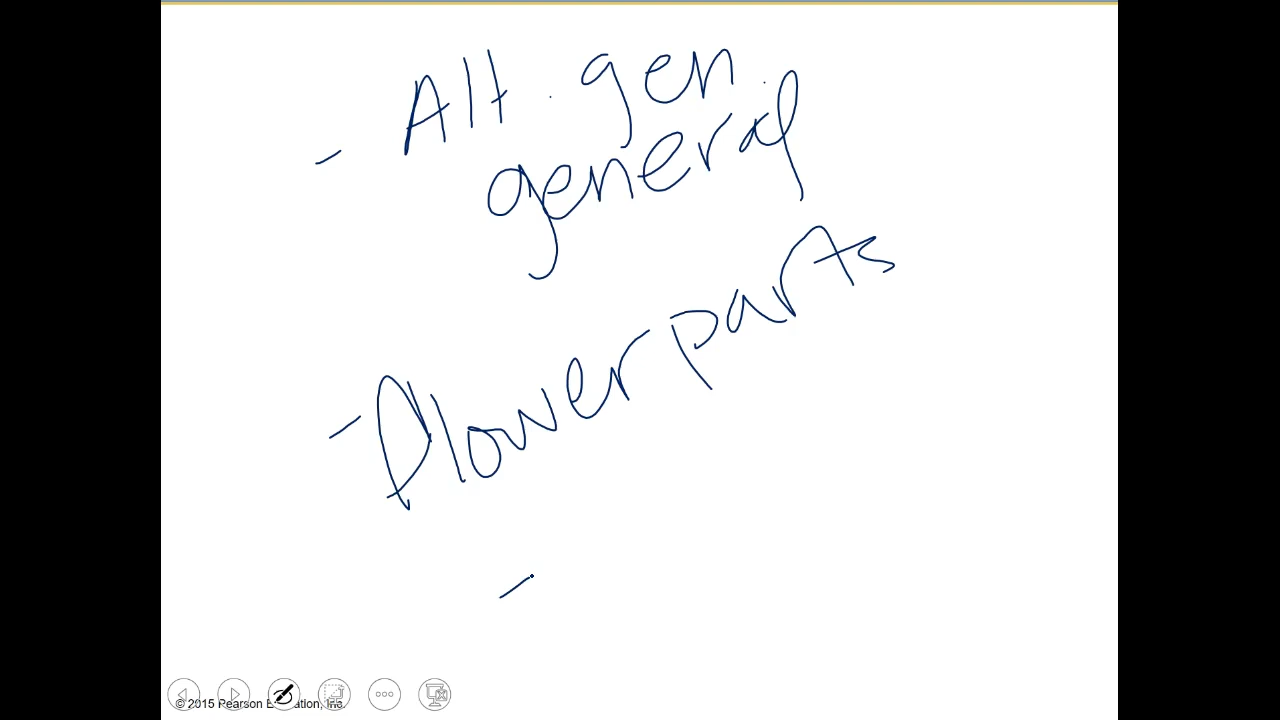 - Alt. gen.
general
- flower parts
-
© 2015 Pearson Education, Inc.